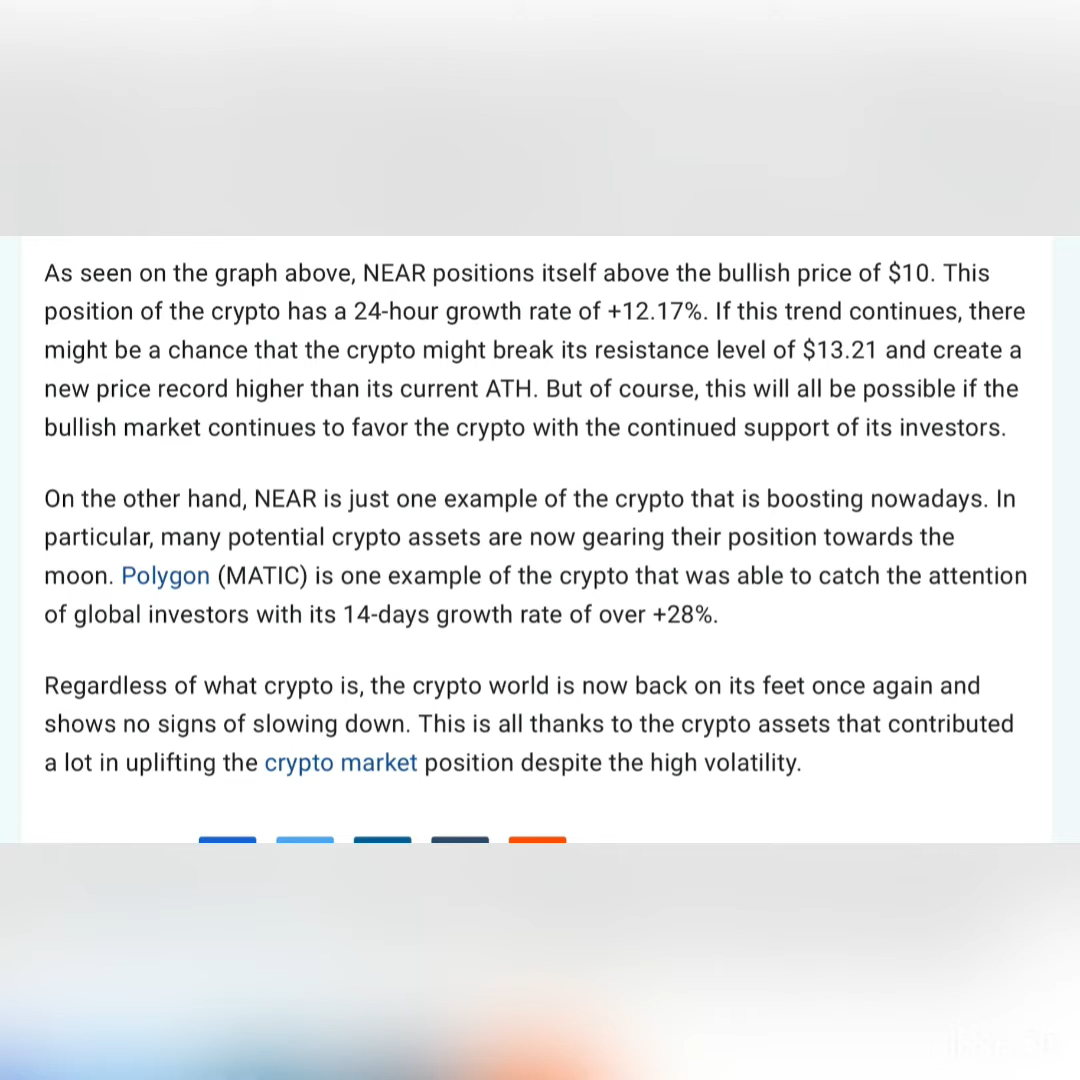 As seen on the graph above, NEAR positions itself above the bullish price of $10. This
position of the crypto has a 24-hour growth rate of +12.17%. If this trend continues, there
might be a chance that the crypto might break its resistance level of $13.21 and create a
new price record higher than its current ATH. But of course, this will all be possible if the
bullish market continues to favor the crypto with the continued support of its investors.
On the other hand, NEAR is just one example of the crypto that is boosting nowadays. In
particular, many potential crypto assets are now gearing their position towards the
moon. Polygon (MATIC) is one example of the crypto that was able to catch the attention
of global investors with its 14-days growth rate of over +28%.
Regardless of what crypto is, the crypto world is now back on its feet once again and
shows no signs of slowing down. This is all thanks to the crypto assets that contributed
a lot in uplifting the crypto market position despite the high volatility.